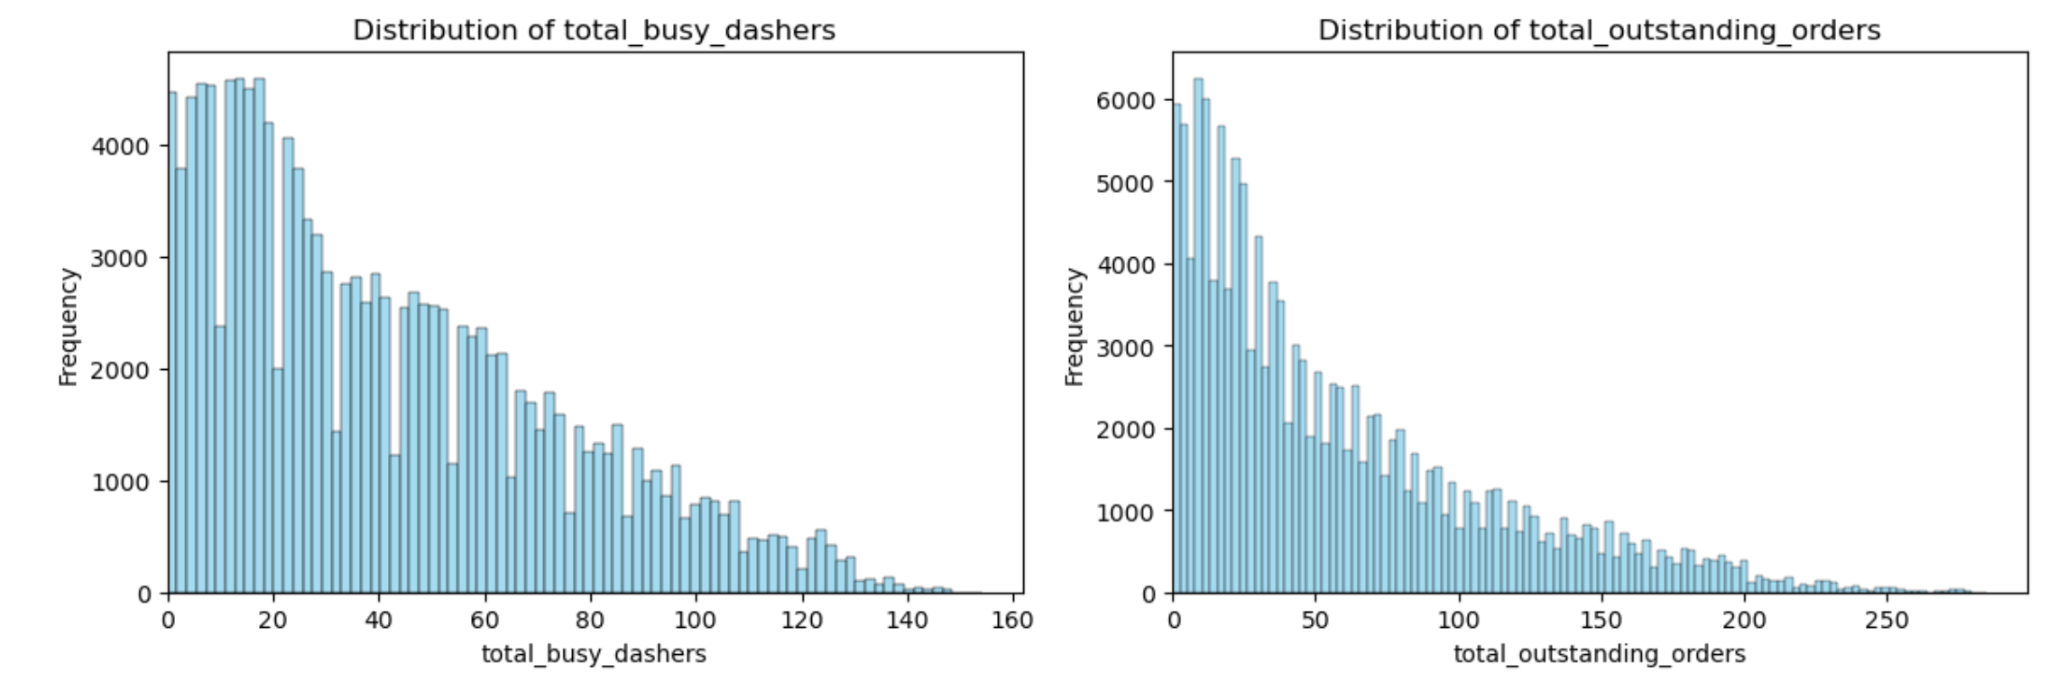 Distribution of total_busy_dashers
4000
3000
2000
1000
0
Frequency
0 20 40 60 80 100 120 140 160
total_busy_dashers
Distribution of total_outstanding_orders
6000
5000
4000
3000
2000
1000
0
Frequency
0 50 100 150 200 250
total_outstanding_orders